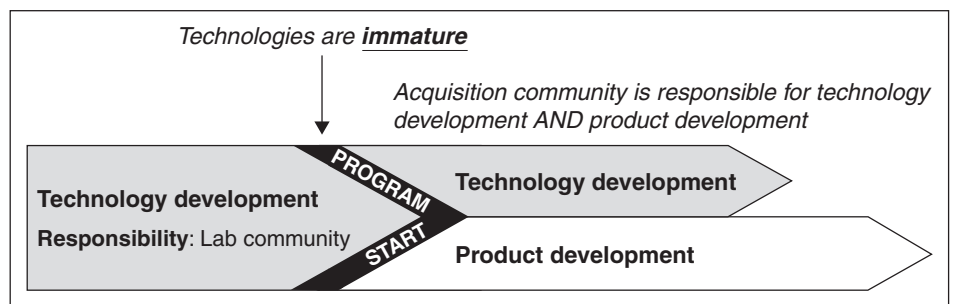 Technologies are immature
Acquisition community is responsible for technology
development AND product development
PROGRAM
START
Technology development
Responsibility: Lab community
Technology development
Product development